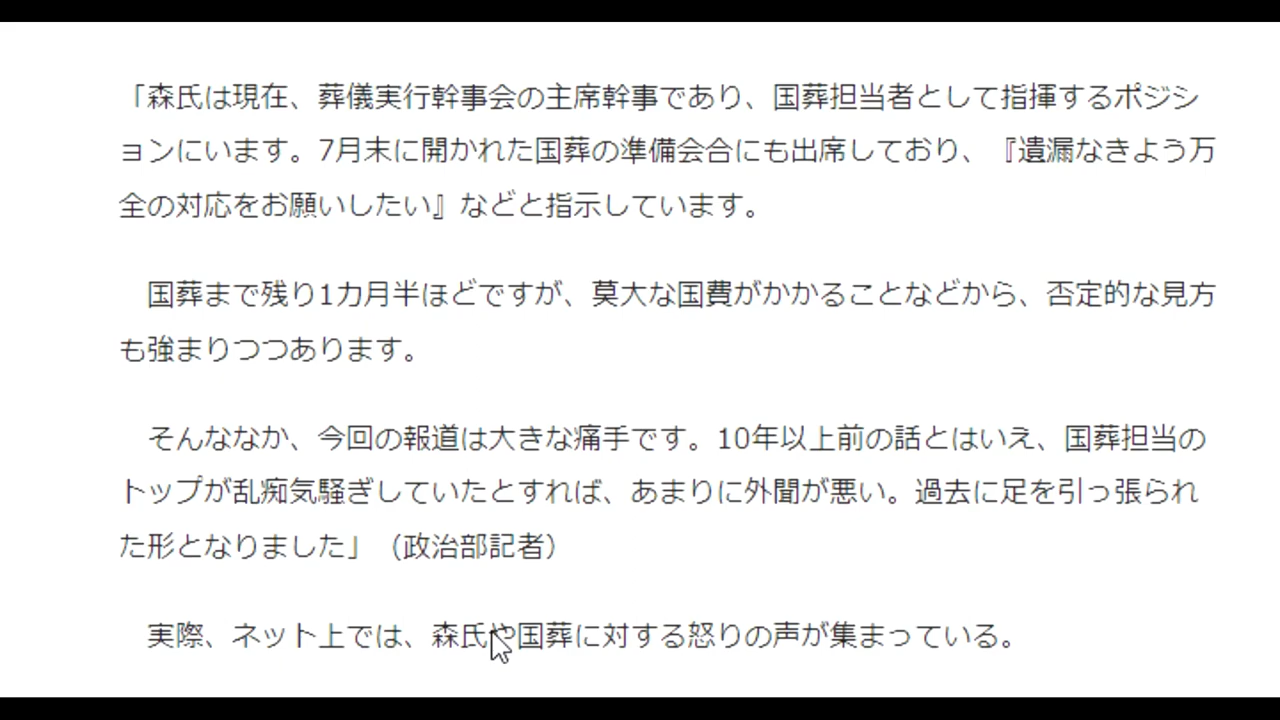 「森氏は現在、葬儀実行幹事会の主席幹事であり、国葬担当者として指揮するポジシ
ョンにいます。7月末に開かれた国葬の準備会合にも出席しており、『遺漏なきよう万
全の対応をお願いしたい』などと指示しています。
国葬まで残り1カ月半ほどですが、莫大な国費がかかることなどから、否定的な見方
も強まりつつあります。
そんななか、今回の報道は大きな痛手です。10年以上前の話とはいえ、国葬担当の
トップが乱痴気騒ぎしていたとすれば、あまりに外聞が悪い。過去に足を引っ張られ
た形となりました」（政治部記者）
実際、ネット上では、森氏や国葬に対する怒りの声が集まっている。